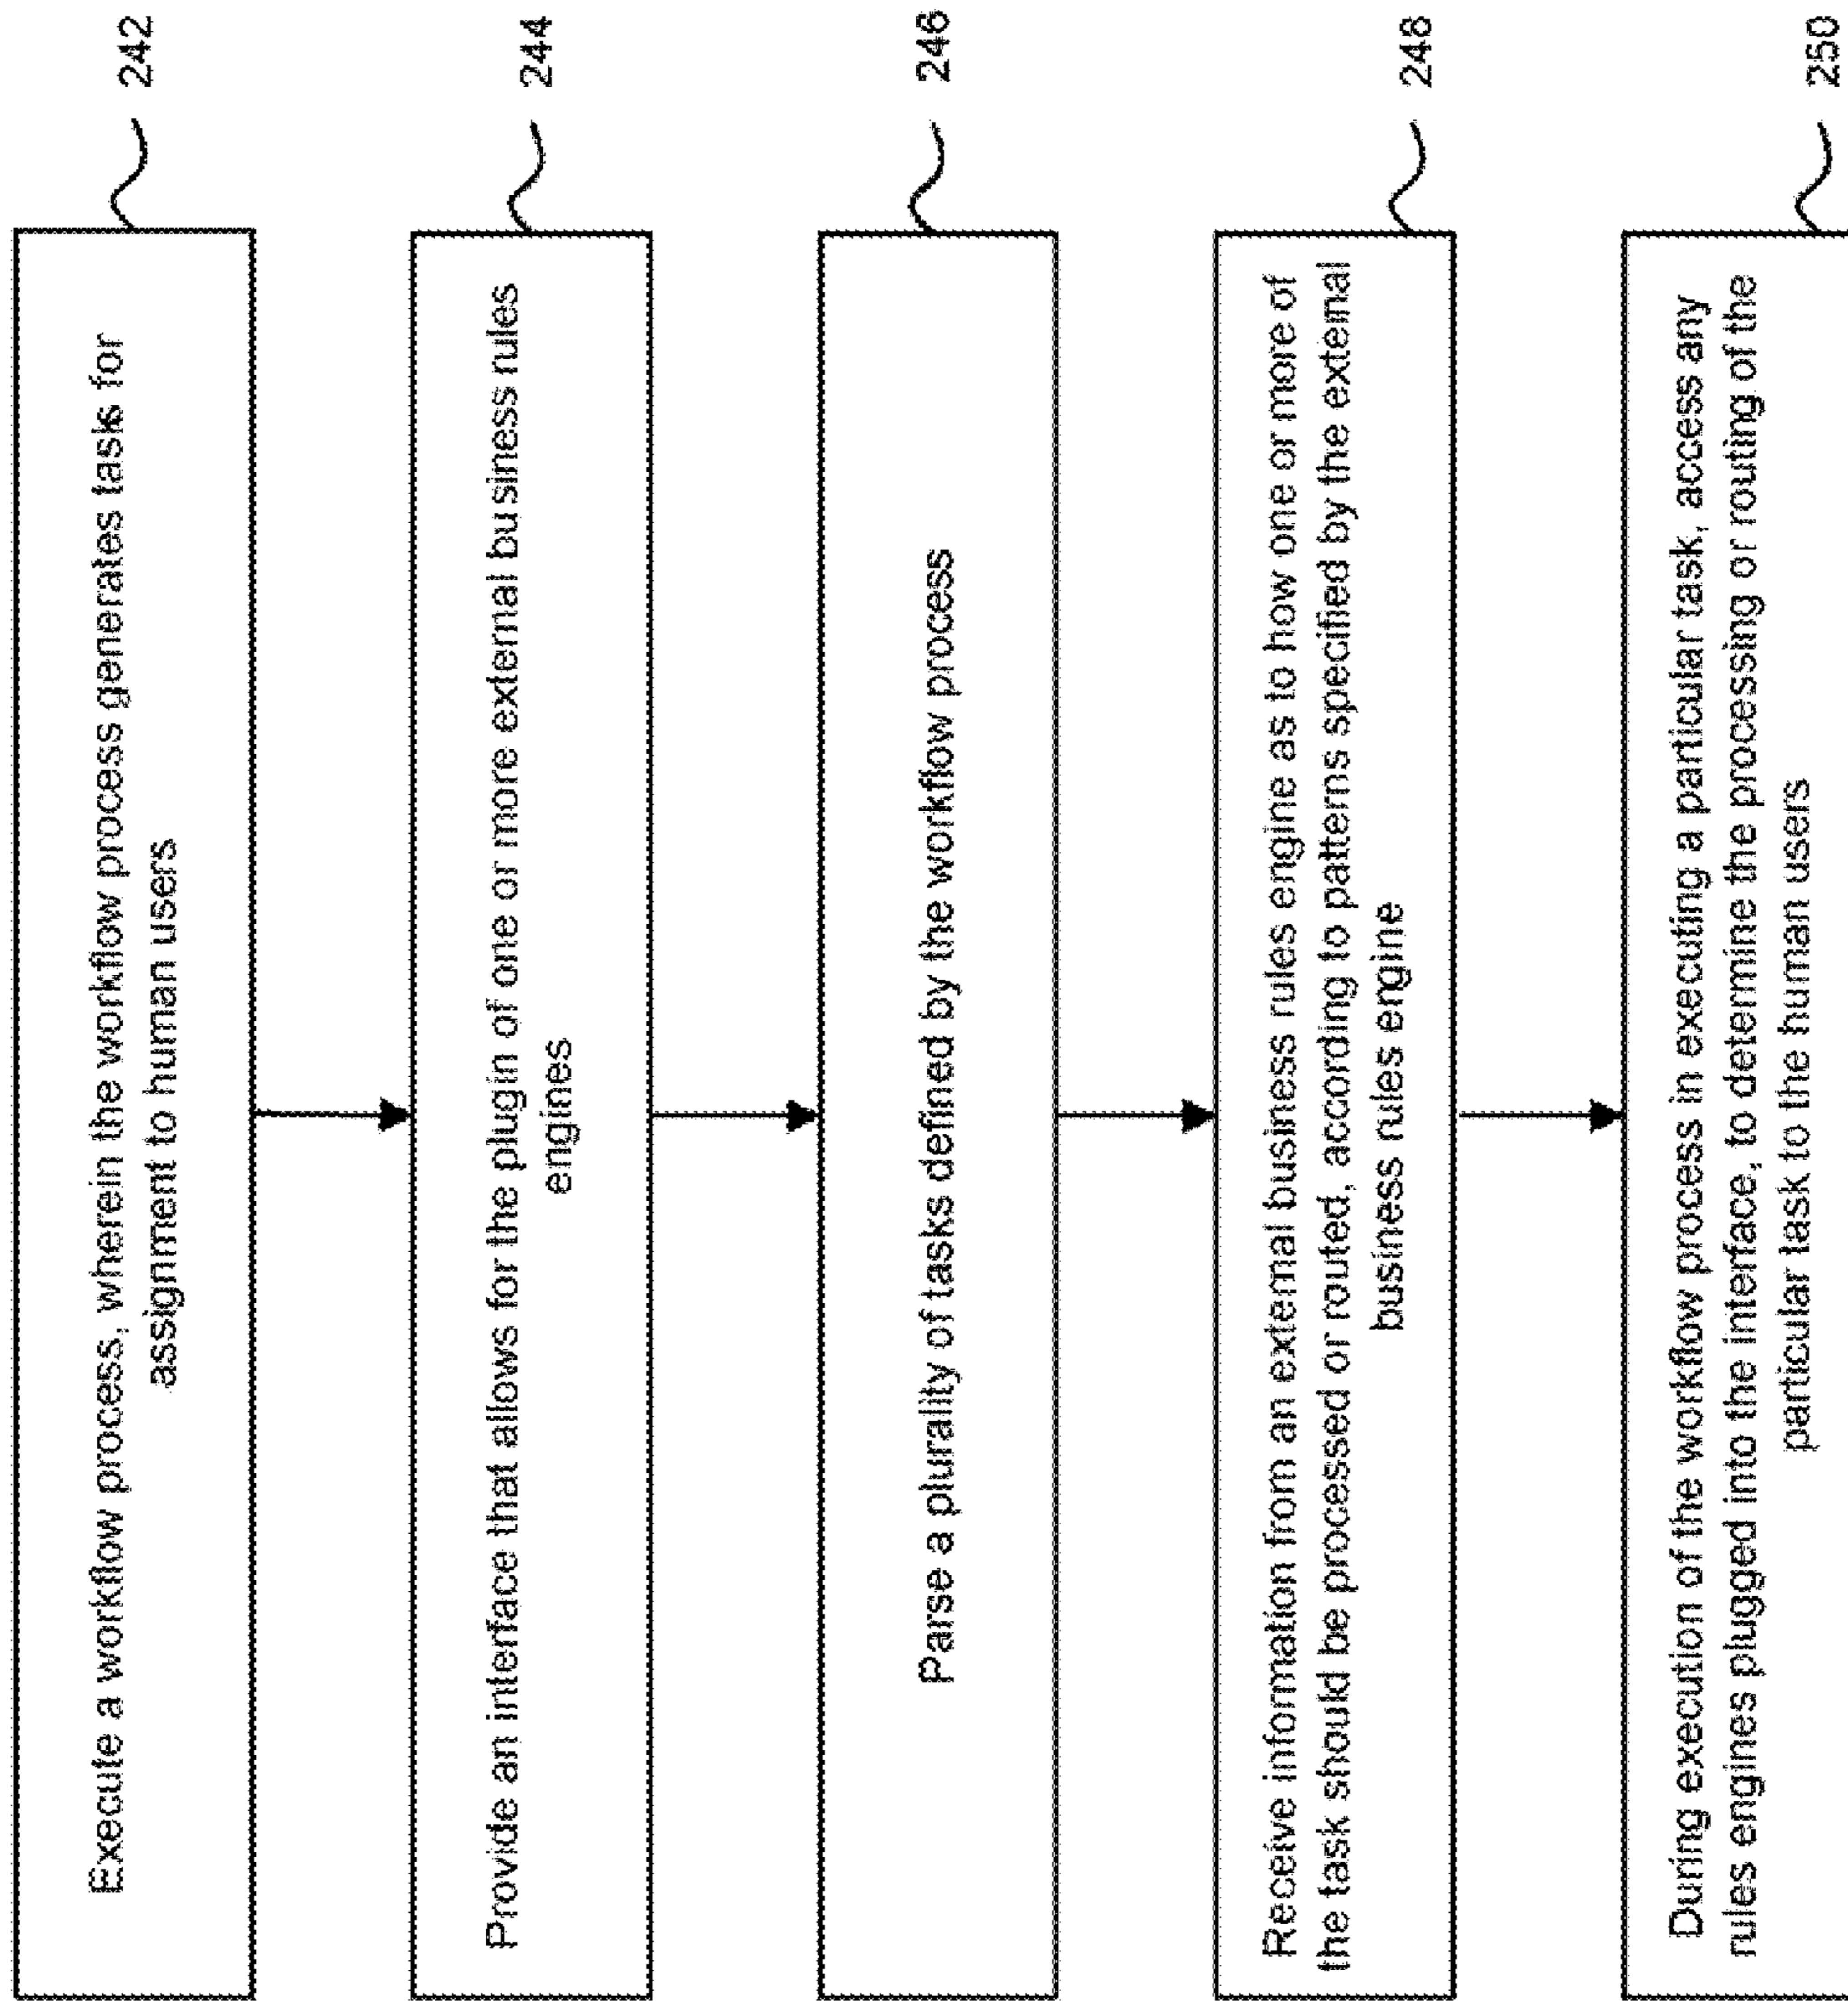 Execute a workflow process, wherein the workflow process generates task for
assignment to human users
242
Provide an interface that allows for the plugin of one or more external business rules
engines
244
Parse a plurality of tasks defined by the workflow process
246
Receive information from an external business rules engine as to how one or more of
the task should be processed or routed, according to patterns specified by the external
business rules engine
248
During execution of the workflow process in executing a particular task, access any
rules engines plugged into the interface, to determine the processing or routing of the
particular task to the human users
250